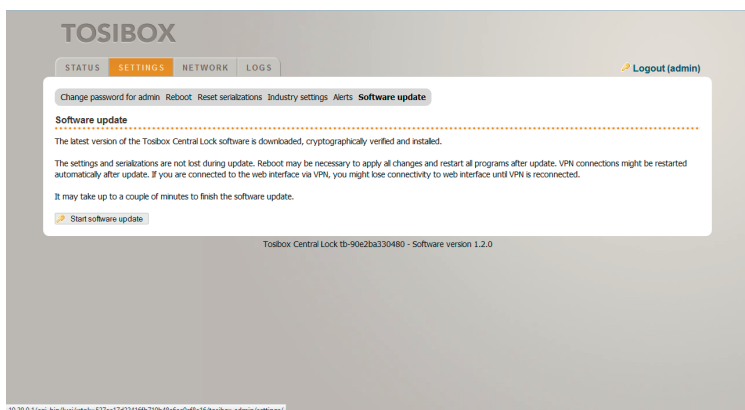 TOSIBOX
STATUS SETTINGS NETWORK LOGS
Logout (admin)
Change password for admin Reboot Reset serializations Industry settings Alerts Software update
Software update
The latest version of the Tosibox Central Lock software is downloaded, cryptographically verified and installed.
The settings and serializations are not lost during update. Reboot may be necessary to apply all changes and restart all programs after update. VPN connections might be restarted
automatically after update. If you are connected to the web interface via VPN, you might lose connectivity to web interface until VPN is reconnected.
It may take up to a couple of minutes to finish the software update.
Start software update
Tosibox Central Lock tb-90e2ba330480 - Software version 1.2.0